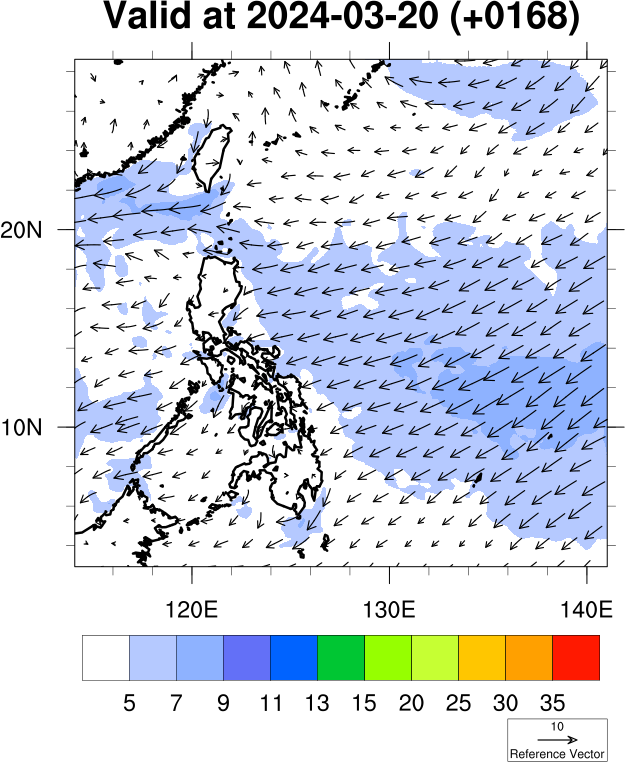 Valid at 2024-03-20 (+0168)
20N
10N
120E 130E 140E
5 7 9 11 13 15 20 25 30 35
10
Reference Vector